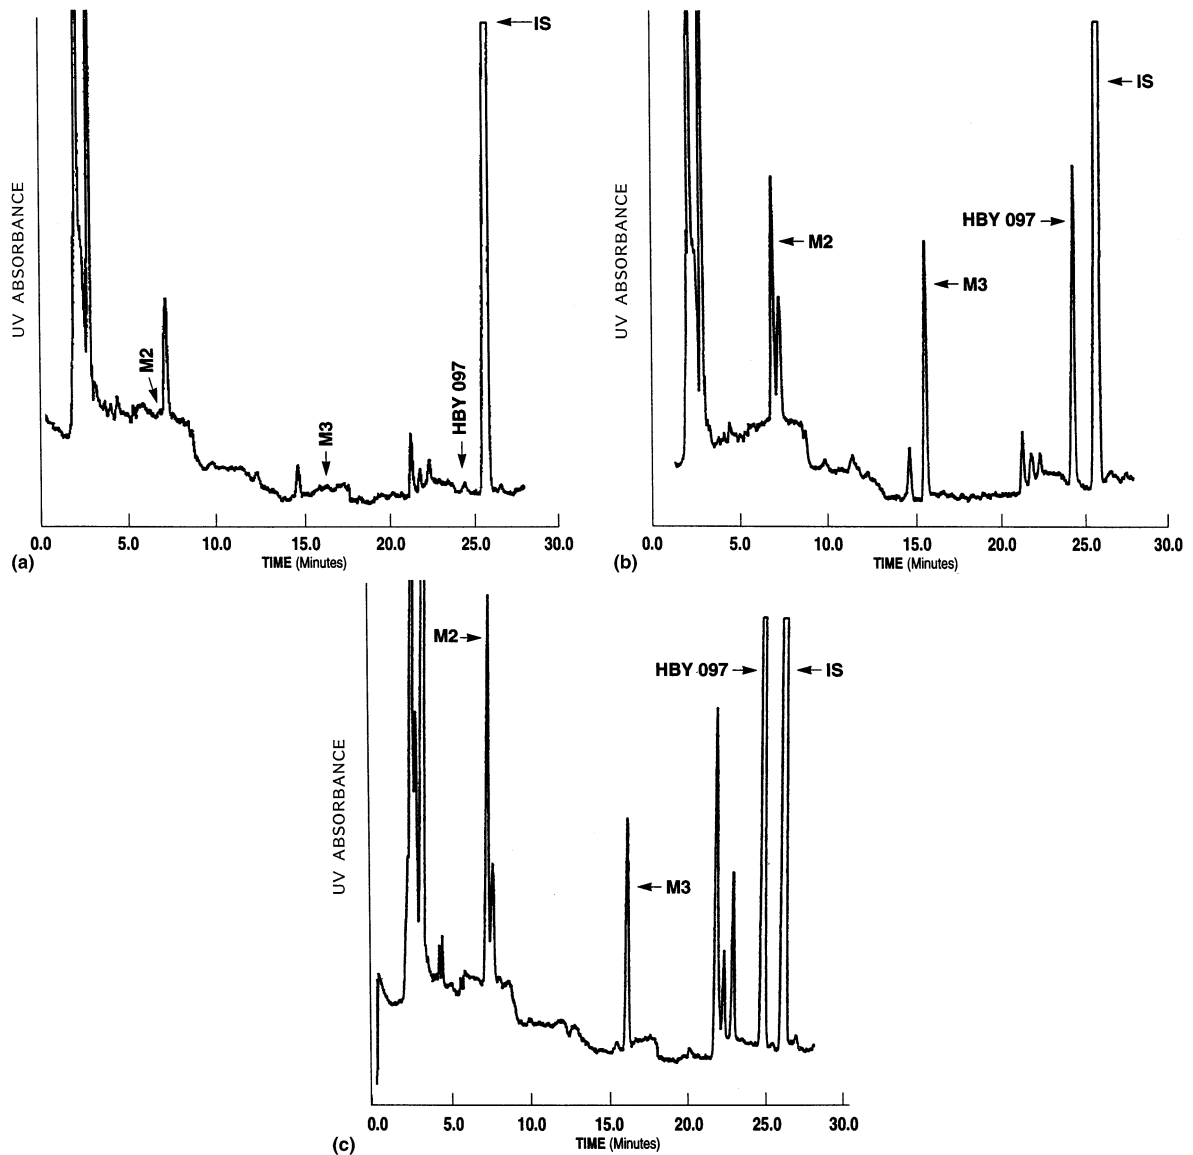 IS
UV ABSORBANCE
M2
M3
HBY 097
0.0 5.0 10.0 15.0 20.0 25.0 30.0
(a) TIME (Minutes)
IS
UV ABSORBANCE
HBY 097
M2
M3
0.0 5.0 10.0 15.0 20.0 25.0 30.0
(b) TIME (Minutes)
M2
HBY 097 IS
UV ABSORBANCE
M3
0.0 5.0 10.0 15.0 20.0 25.0 30.0
(c) TIME (Minutes)